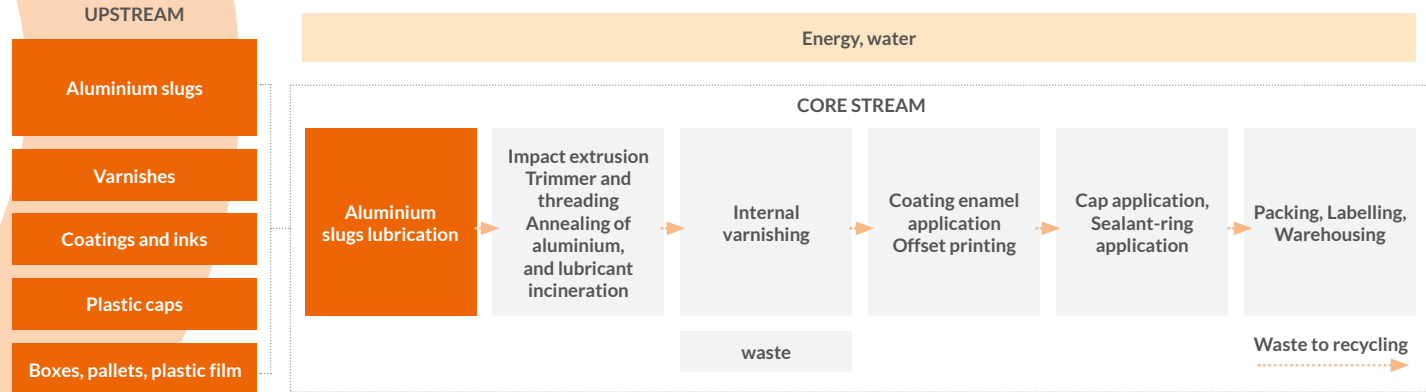 UPSTREAM
Aluminium slugs
Varnishes
Coatings and inks
Plastic caps
Boxes, pallets, plastic film
Energy, water
CORE STREAM
Aluminium
slugs lubrication
Impact extrusion
Trimmer and
threading
Annealing of
aluminium,
and lubricant
incineration
Internal
varnishing
Coating enamel
application
Offset printing
Cap application,
Sealant-ring
application
Packing, Labelling,
Warehousing
waste
Waste to recycling